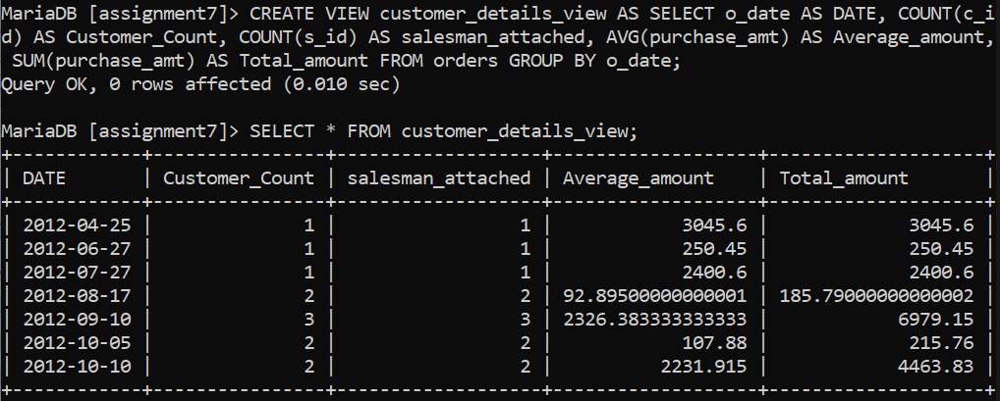 MariaDB [assignment7]> CREATE VIEW customer_details_view AS SELECT o_date AS DATE, COUNT(c_i
d) AS Customer_Count, COUNT(s_id) AS salesman_attached, AVG(purchase_amt) AS Average_amount,
 SUM(purchase_amt) AS Total_amount FROM orders GROUP BY o_date;
Query OK, 0 rows affected (0.010 sec)

MariaDB [assignment7]> SELECT * FROM customer_details_view;
+------------+----------------+-------------------+-------------------+--------------------+
| DATE       | Customer_Count | salesman_attached | Average_amount    | Total_amount       |
+------------+----------------+-------------------+-------------------+--------------------+
| 2012-04-25 |              1 |                 1 |            3045.6 |             3045.6 |
| 2012-06-27 |              1 |                 1 |            250.45 |             250.45 |
| 2012-07-27 |              1 |                 1 |            2400.6 |             2400.6 |
| 2012-08-17 |              2 |                 2 | 92.89500000000001 | 185.79000000000002 |
| 2012-09-10 |              3 |                 3 | 2326.383333333333 |            6979.15 |
| 2012-10-05 |              2 |                 2 |            107.88 |             215.76 |
| 2012-10-10 |              2 |                 2 |          2231.915 |            4463.83 |
+------------+----------------+-------------------+-------------------+--------------------+